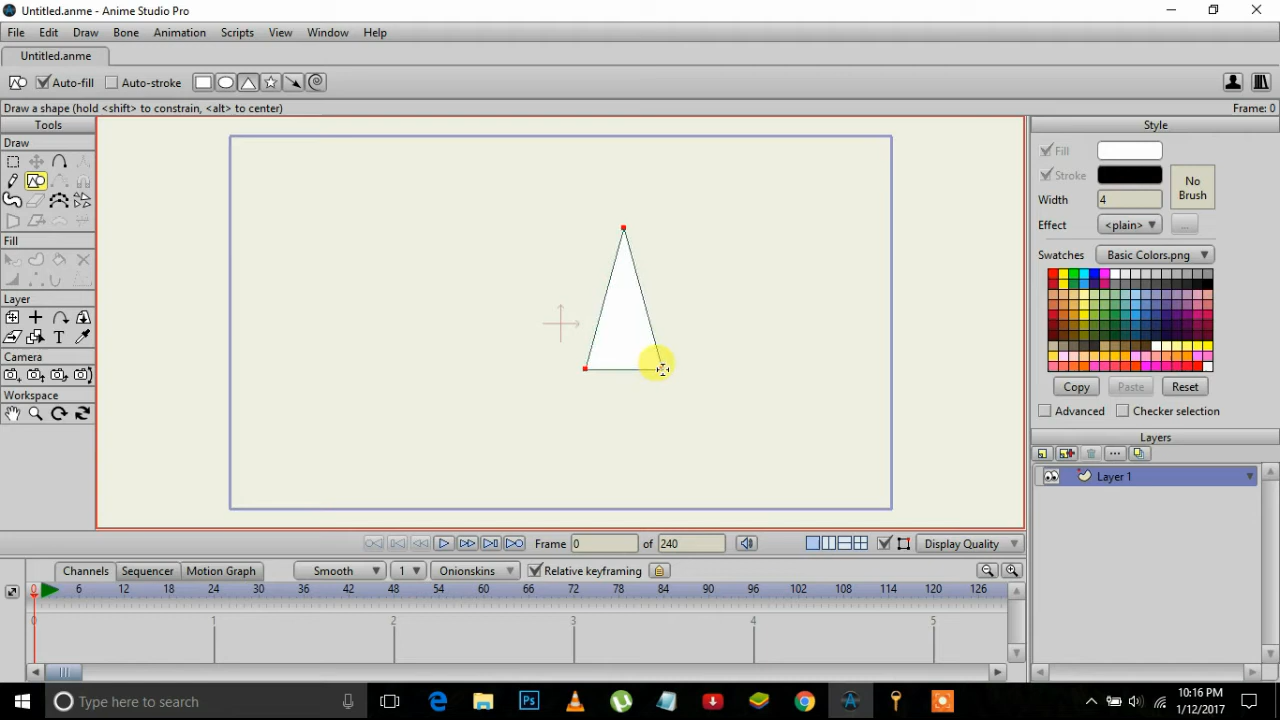 Untitled.anme - Anime Studio Pro
File Edit Draw Bone Animation Scripts View Window Help
Untitled.anme
Auto-fill Auto-stroke
Draw a shape (hold <shift> to constrain, <alt> to center) Frame: 0
Tools
Draw
Fill
Layer
T
Camera
Workspace
Style
Fill
Stroke
No
Brush
Width 4
Effect <plain> ...
Swatches Basic Colors.png
Copy Paste Reset
Advanced Checker selection
Layers
Layer 1
Frame 0 of 240 Display Quality
Channels Sequencer Motion Graph Smooth 1 Onionskins Relative keyframing
0 6 12 18 24 30 36 42 48 54 60 66 72 78 84 90 96 102 108 114 120 126
0 1 2 3 4 5
Type here to search
Ps
10:16 PM
1/12/2017